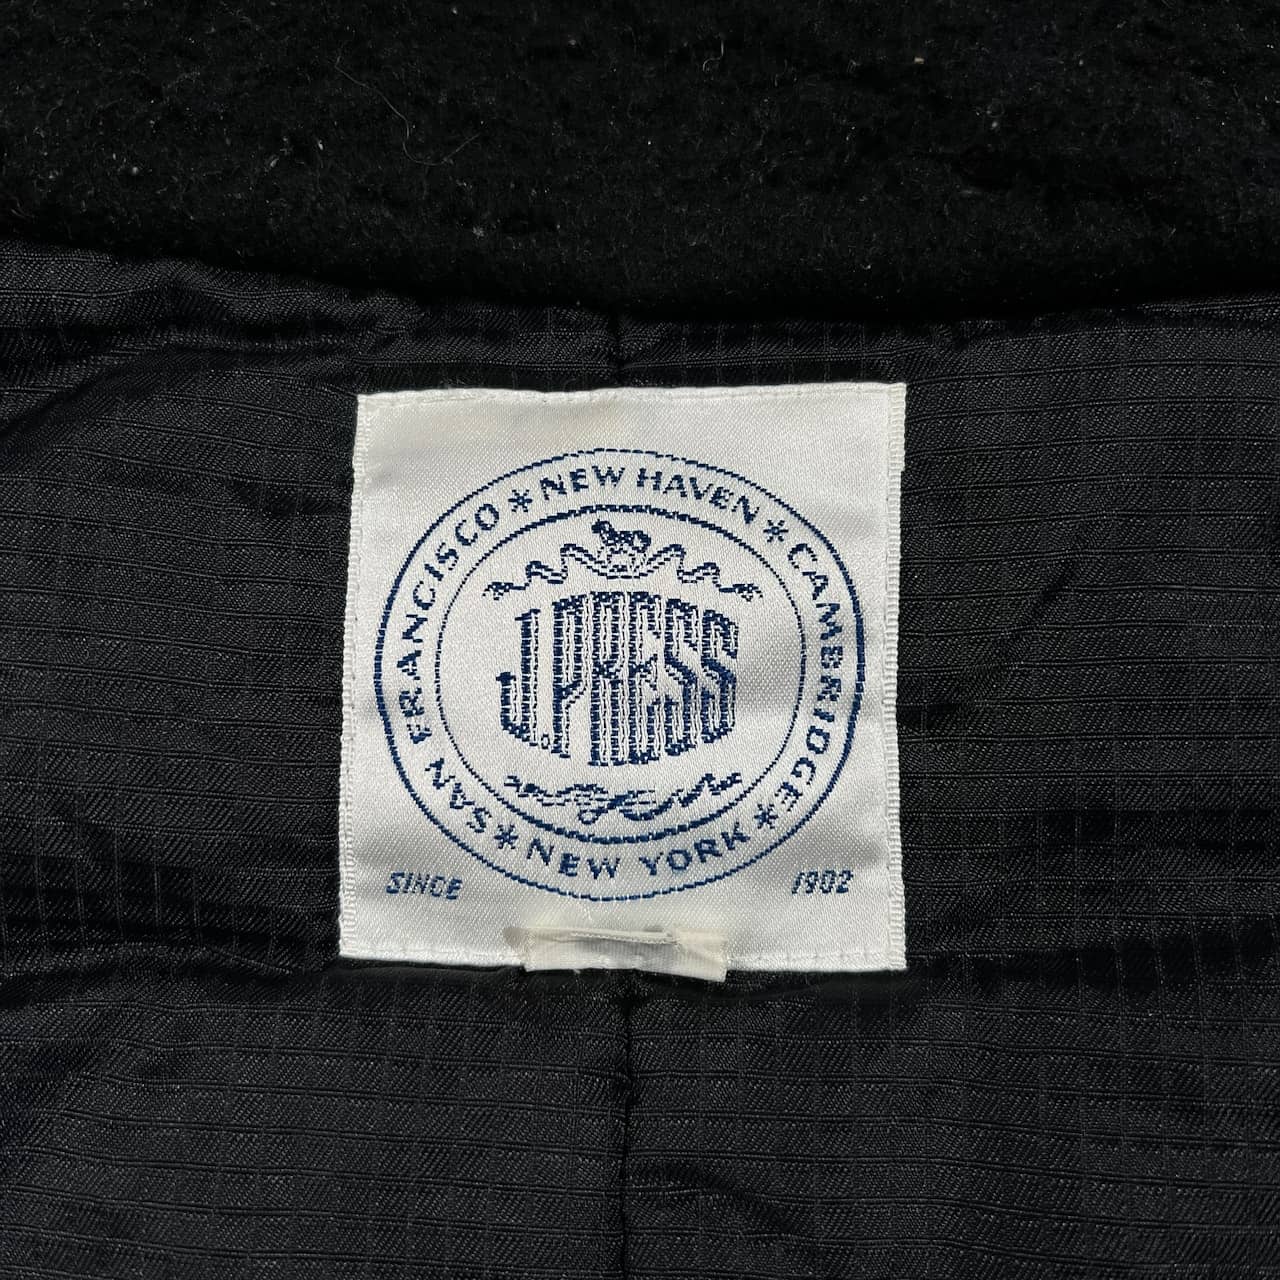 NEW HAVEN * CAMBRIDGE * NEW YORK * SAN FRANCISCO *
J.PRESS
SINCE 1902